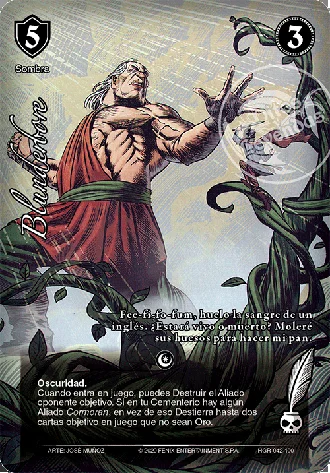 5
3
Sombra
Blunderbore
Fee-fi-fo-fum, huelo la sangre de un
inglés. ¿Estará vivo o muerto? Moleré
sus huesos para hacer mi pan.
Oscuridad.
Cuando entra en juego, puedes Destruir el Aliado
oponente objetivo. Si en tu Cementerio hay algun
Aliado Cormoran, en vez de eso Destierra hasta dos
cartas objetivo en juego que no sean Oro.
ARTE: JOSÉ MUÑOZ
FENIX ENTERTAINMENT S.P.A.